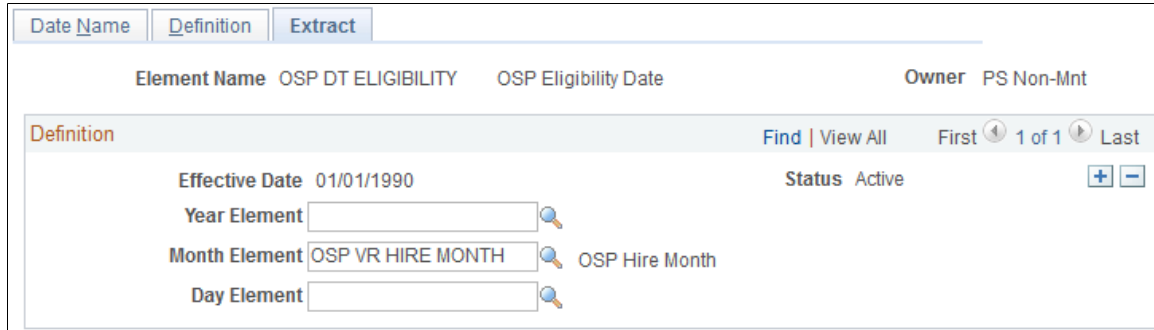 Date Name Definition Extract
Element Name OSP DT ELIGIBILITY OSP Eligibility Date Owner PS Non-Mnt
Definition Find | View All First 1 of 1 Last
Effective Date 01/01/1990 Status Active
Year Element
Month Element OSP VR HIRE MONTH OSP Hire Month
Day Element